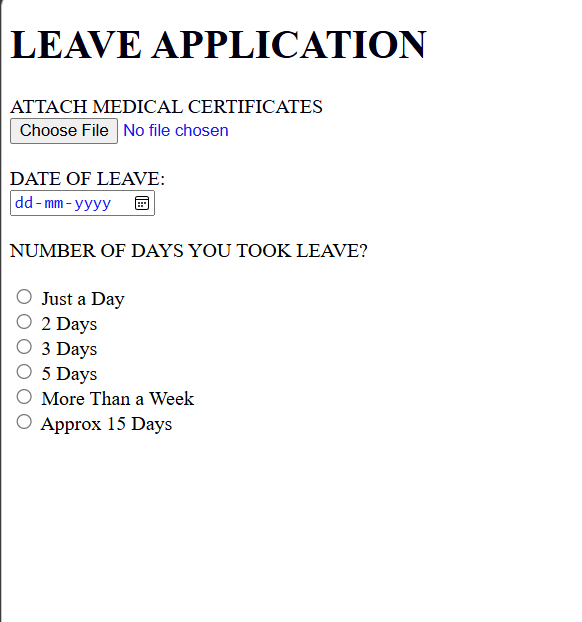 LEAVE APPLICATION
ATTACH MEDICAL CERTIFICATES
Choose File No file chosen
DATE OF LEAVE:
dd-mm-yyyy
NUMBER OF DAYS YOU TOOK LEAVE?
Just a Day
2 Days
3 Days
5 Days
More Than a Week
Approx 15 Days